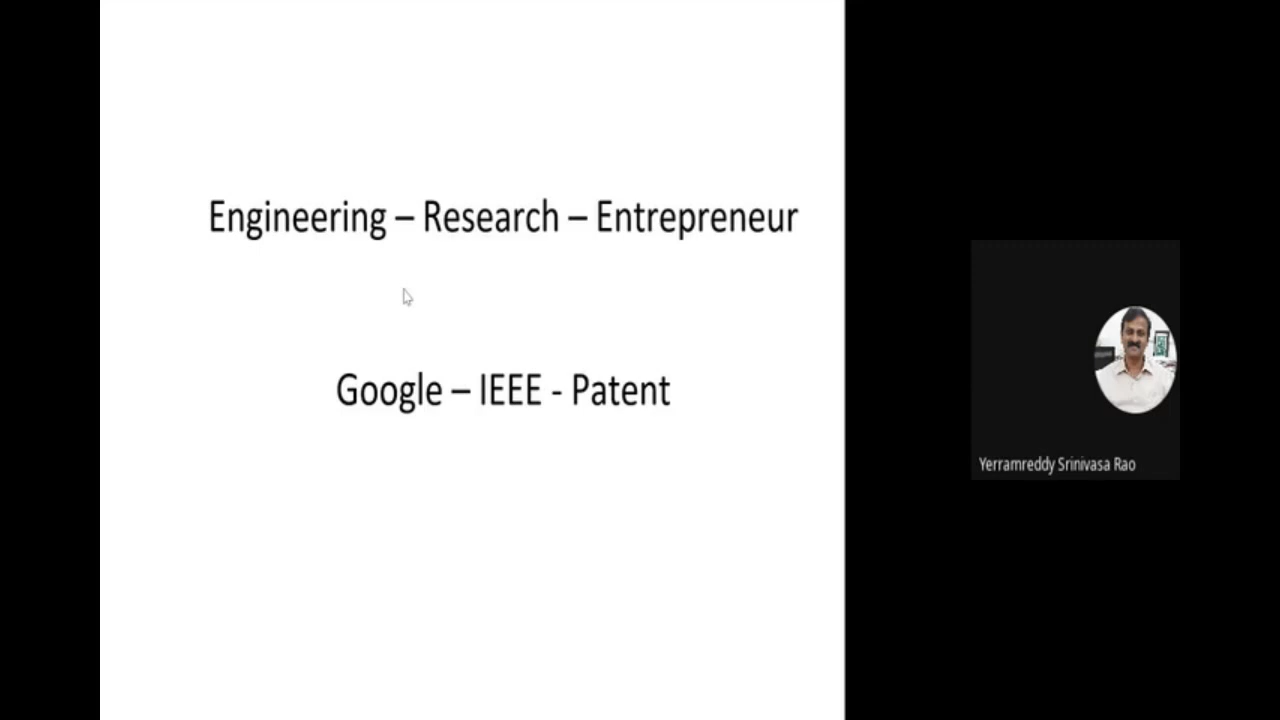 Engineering – Research – Entrepreneur
Google – IEEE - Patent
Yerramreddy Srinivasa Rao